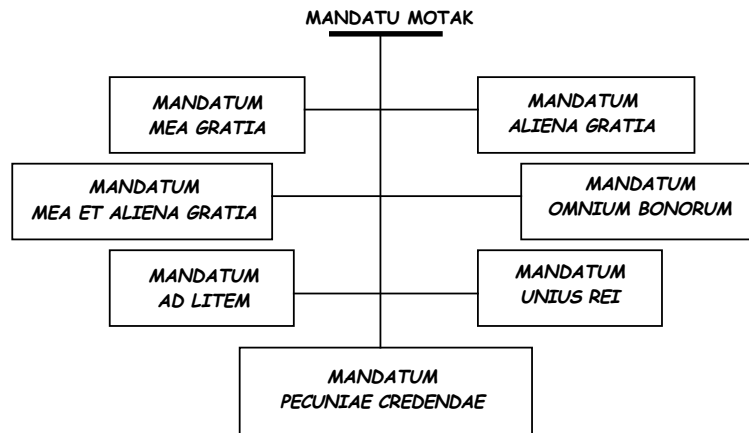 MANDATU MOTAK
MANDATUM
MEA GRATIA
MANDATUM
ALIENA GRATIA
MANDATUM
MEA ET ALIENA GRATIA
MANDATUM
OMNIUM BONORUM
MANDATUM
AD LITEM
MANDATUM
UNIUS REI
MANDATUM
PECUNIAE CREDENDAE